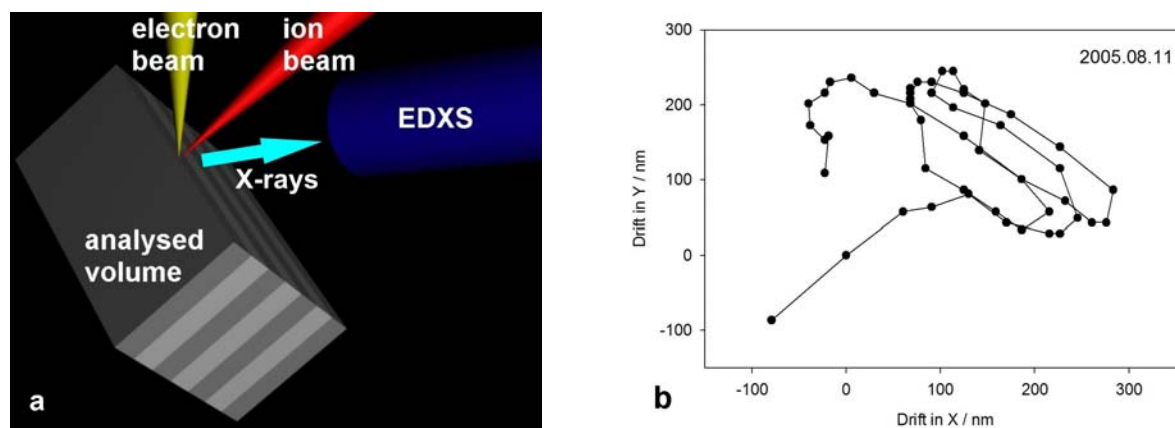 electron
beam
ion
beam
EDXS
X-rays
analysed
volume
a
300
200
100
0
-100
Drift in Y / nm
2005.08.11
-100
0
100
200
300
Drift in X / nm
b